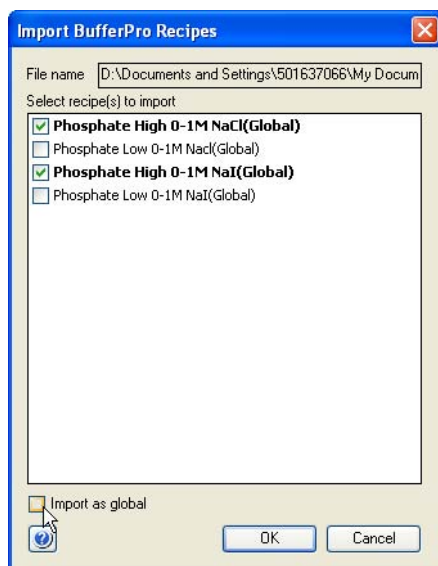 Import BufferPro Recipes
File name D:\Documents and Settings\501637066\My Docum
Select recipe(s) to import
Phosphate High 0-1M NaCl(Global)
Phosphate Low 0-1M Nacl(Global)
Phosphate High 0-1M NaI(Global)
Phosphate Low 0-1M NaI(Global)
Import as global
? OK Cancel